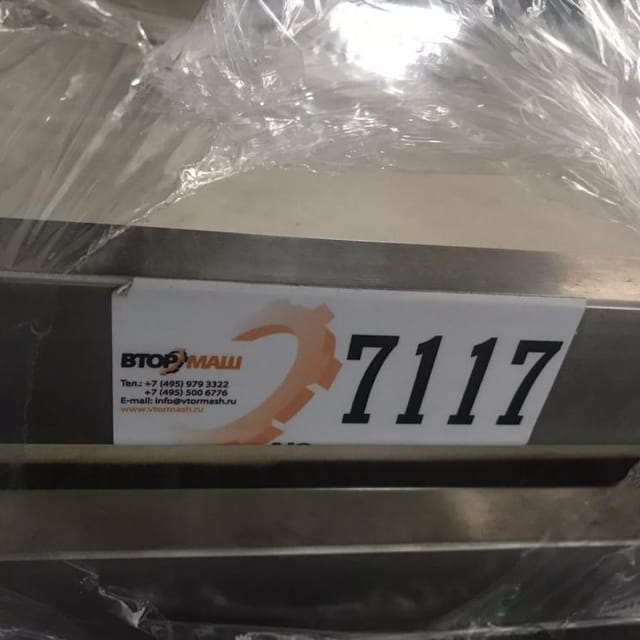 ВТОРМАШ
Тел.: +7 (495) 979 3322
+7 (495) 500 6776
E-mail: info@vtormash.ru
www.vtormash.ru
7117